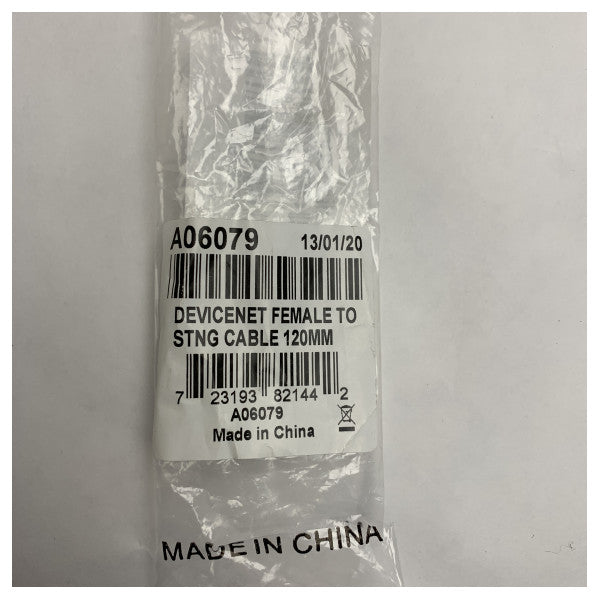 A06079 13/01/20
DEVICENET FEMALE TO
STNG CABLE 120MM
7 23193 82144 2
A06079
Made in China
MADE IN CHINA